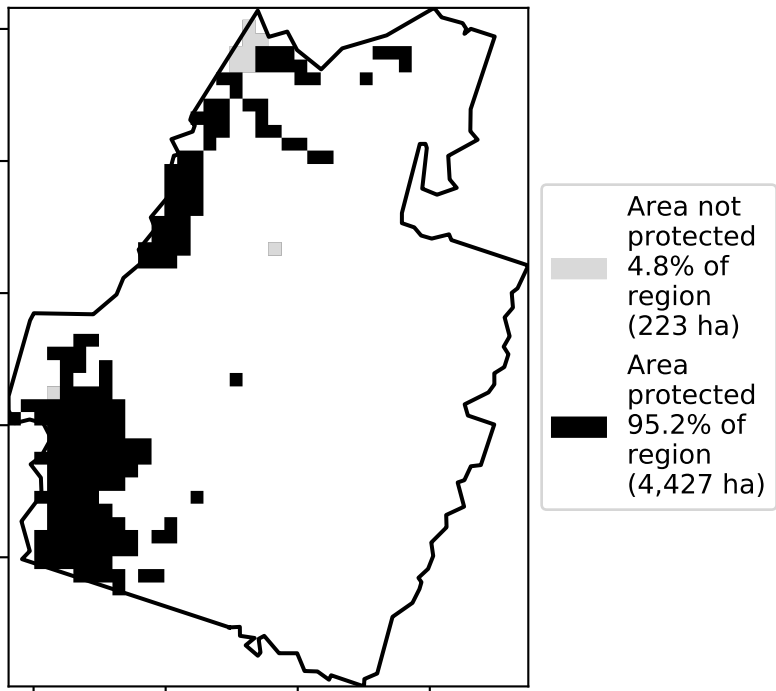 Area not
protected
4.8% of
region
(223 ha)
Area
protected
95.2% of
region
(4,427 ha)